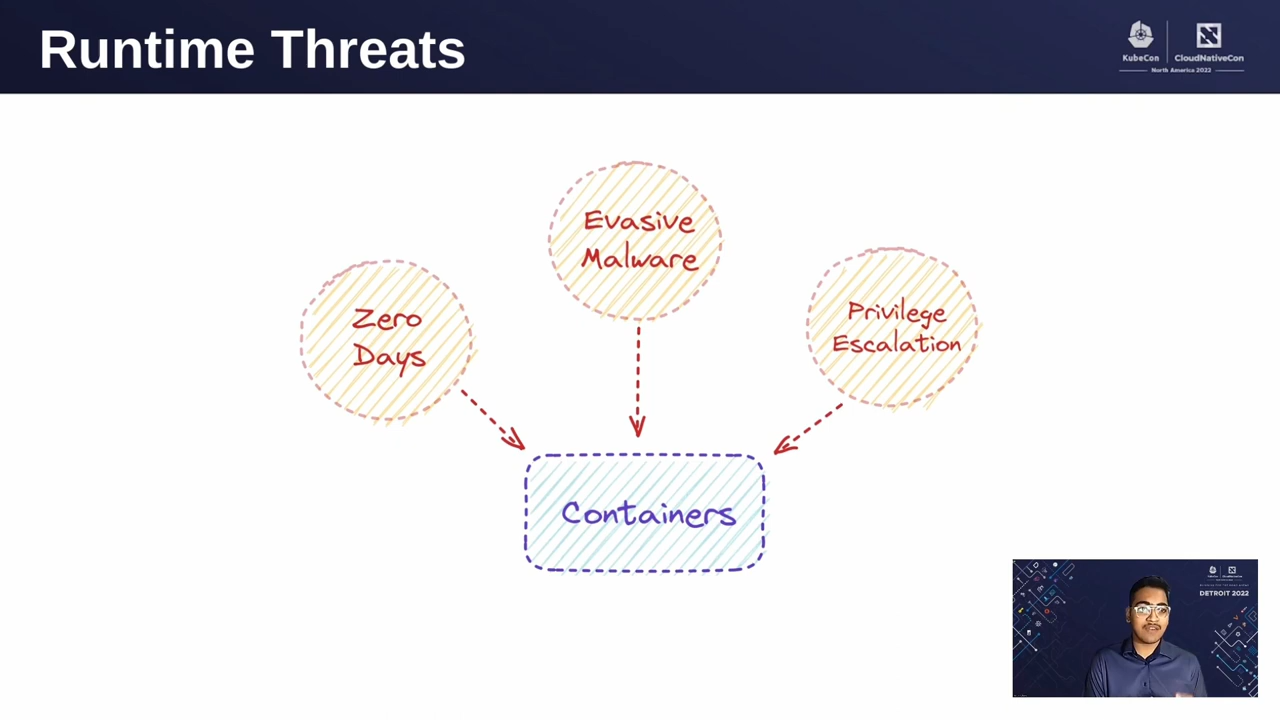 Runtime Threats
KubeCon
CloudNativeCon
North America 2022
Evasive
Malware
Zero
Days
Privilege
Escalation
Containers
DETROIT 2022